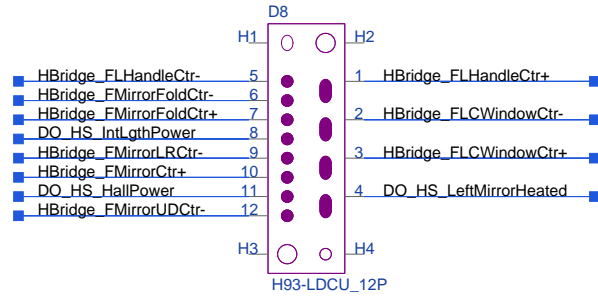 D8
H1 H2
HBridge_FLHandleCtr- 5 1 HBridge_FLHandleCtr+
HBridge_FMirrorFoldCtr- 6
HBridge_FMirrorFoldCtr+ 7 2 HBridge_FLCWindowCtr-
DO_HS_IntLgthPower 8
HBridge_FMirrorLRCtr- 9 3 HBridge_FLCWindowCtr+
HBridge_FMirrorCtr+ 10
DO_HS_HallPower 11 4 DO_HS_LeftMirrorHeated
HBridge_FMirrorUDCtr- 12
H3 H4
H93-LDCU_12P